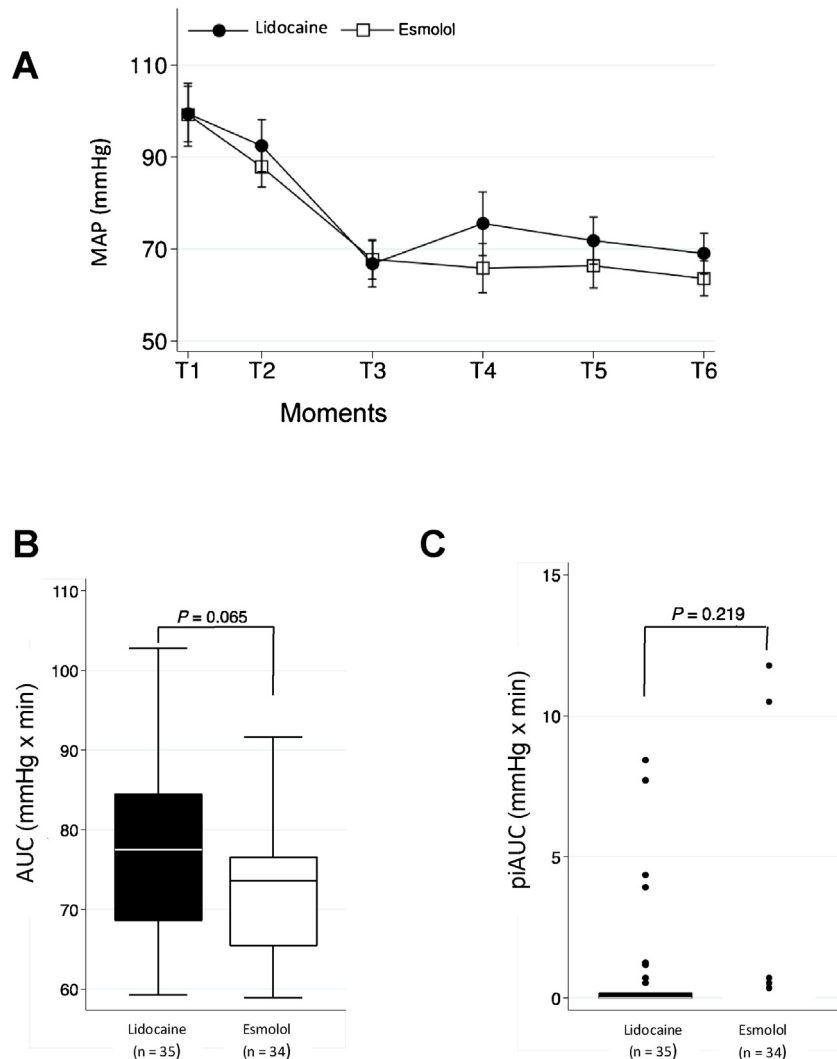 Lidocaine Esmolol
A
110
90
70
50
MAP (mmHg)
T1 T2 T3 T4 T5 T6
Moments
B
110
100
90
80
70
60
AUC (mmHg x min)
P = 0.065
Lidocaine Esmolol
(n = 35) (n = 34)
C
15
10
5
0
piAUC (mmHg x min)
P = 0.219
Lidocaine Esmolol
(n = 35) (n = 34)